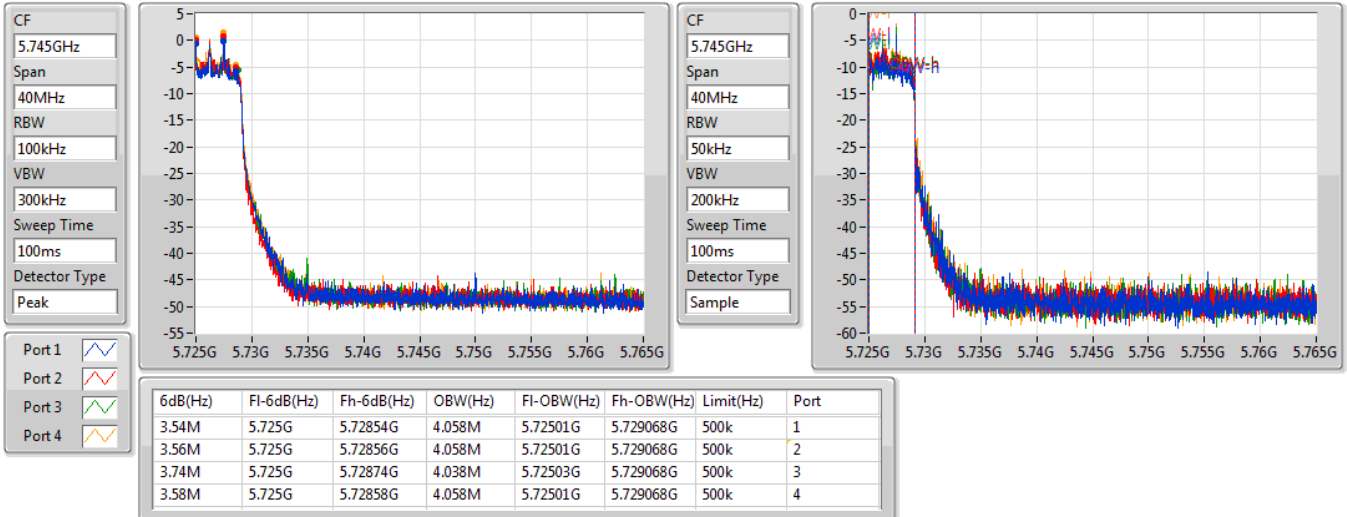 CF
5.745GHz
Span
40MHz
RBW
100kHz
VBW
300kHz
Sweep Time
100ms
Detector Type
Peak
5
0
-5
-10
-15
-20
-25
-30
-35
-40
-45
-50
-55
5.725G 5.73G 5.735G 5.74G 5.745G 5.75G 5.755G 5.76G 5.765G
CF
5.745GHz
Span
40MHz
RBW
50kHz
VBW
200kHz
Sweep Time
100ms
Detector Type
Sample
0
-5
-10
-15
-20
-25
-30
-35
-40
-45
-50
-55
-60
5.725G 5.73G 5.735G 5.74G 5.745G 5.75G 5.755G 5.76G 5.765G
Port 1
Port 2
Port 3
Port 4
6dB(Hz) Fl-6dB(Hz) Fh-6dB(Hz) OBW(Hz) Fl-OBW(Hz) Fh-OBW(Hz) Limit(Hz) Port
3.54M 5.725G 5.72854G 4.058M 5.72501G 5.729068G 500k 1
3.56M 5.725G 5.72856G 4.058M 5.72501G 5.729068G 500k 2
3.74M 5.725G 5.72874G 4.038M 5.72503G 5.729068G 500k 3
3.58M 5.725G 5.72858G 4.058M 5.72501G 5.729068G 500k 4